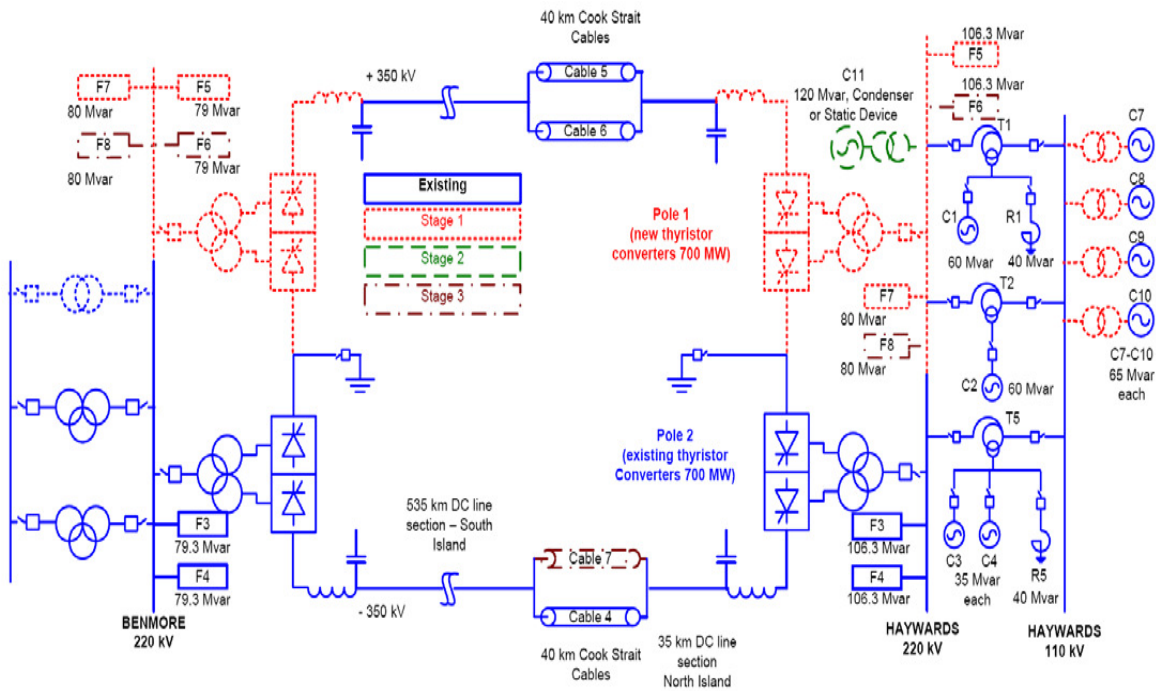 40 km Cook Strait
Cables
Cable 5
Cable 6
+ 350 kV
F7
F5
80 Mvar
79 Mvar
F8
F6
80 Mvar
79 Mvar
Existing
Stage 1
Stage 2
Stage 3
Pole 1
(new thyristor
converters 700 MW)
C11
120 Mvar, Condenser
or Static Device
106.3 Mvar
F5
106.3 Mvar
F6
T1
C7
C8
C9
C10
C7-C10
65 Mvar
each
C1
R1
60 Mvar
40 Mvar
T2
F7
80 Mvar
F8
80 Mvar
C2
60 Mvar
T5
Pole 2
(existing thyristor
Converters 700 MW)
535 km DC line
section – South
Island
- 350 kV
Cable 7
Cable 4
40 km Cook Strait
Cables
35 km DC line
section
North Island
F3
79.3 Mvar
F4
79.3 Mvar
BENMORE
220 kV
F3
106.3 Mvar
F4
106.3 Mvar
C3
C4
35 Mvar
each
R5
40 Mvar
HAYWARDS
220 kV
HAYWARDS
110 kV